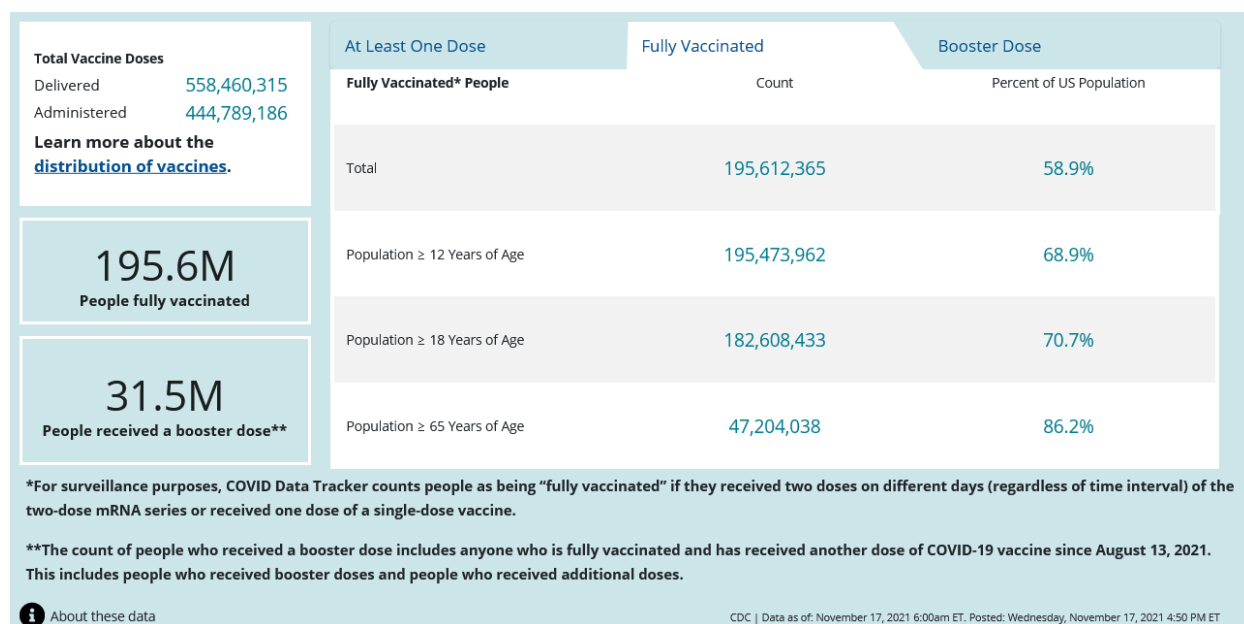 Total Vaccine Doses
Delivered 558,460,315
Administered 444,789,186
Learn more about the
distribution of vaccines.
195.6M
People fully vaccinated
31.5M
People received a booster dose**
At Least One Dose Fully Vaccinated Booster Dose
Fully Vaccinated* People Count Percent of US Population
Total 195,612,365 58.9%
Population ≥ 12 Years of Age 195,473,962 68.9%
Population ≥ 18 Years of Age 182,608,433 70.7%
Population ≥ 65 Years of Age 47,204,038 86.2%
*For surveillance purposes, COVID Data Tracker counts people as being “fully vaccinated” if they received two doses on different days (regardless of time interval) of the
two-dose mRNA series or received one dose of a single-dose vaccine.
**The count of people who received a booster dose includes anyone who is fully vaccinated and has received another dose of COVID-19 vaccine since August 13, 2021.
This includes people who received booster doses and people who received additional doses.
i About these data
CDC | Data as of: November 17, 2021 6:00am ET. Posted: Wednesday, November 17, 2021 4:50 PM ET